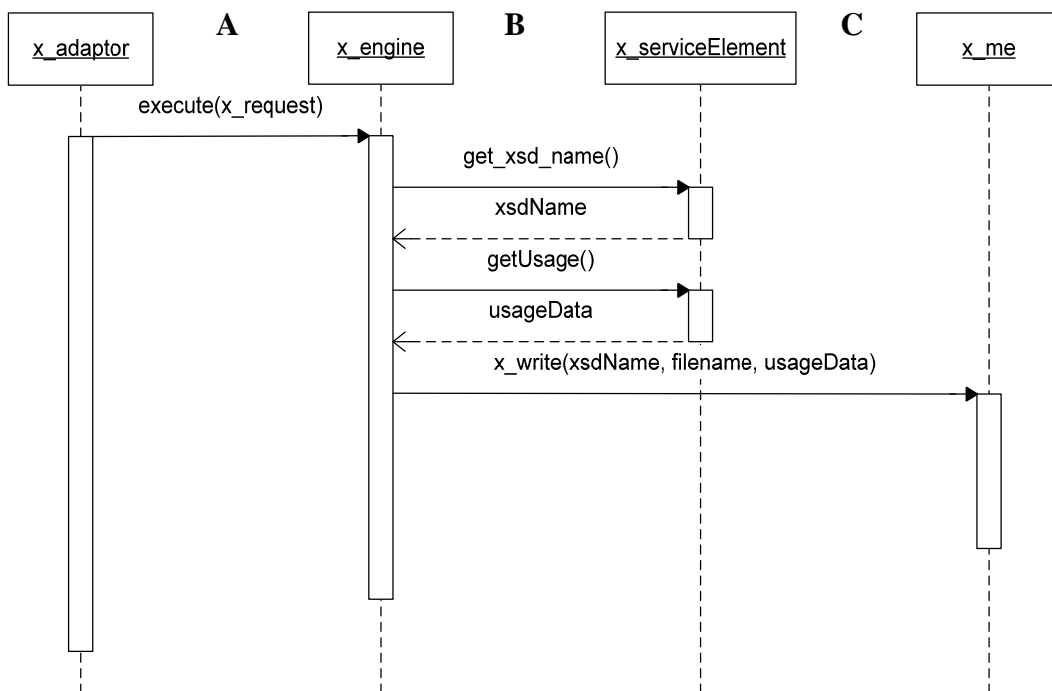 A
B
C
x_adaptor
x_engine
x_serviceElement
x_me
execute(x_request)
get_xsd_name()
xsdName
getUsage()
usageData
x_write(xsdName, filename, usageData)